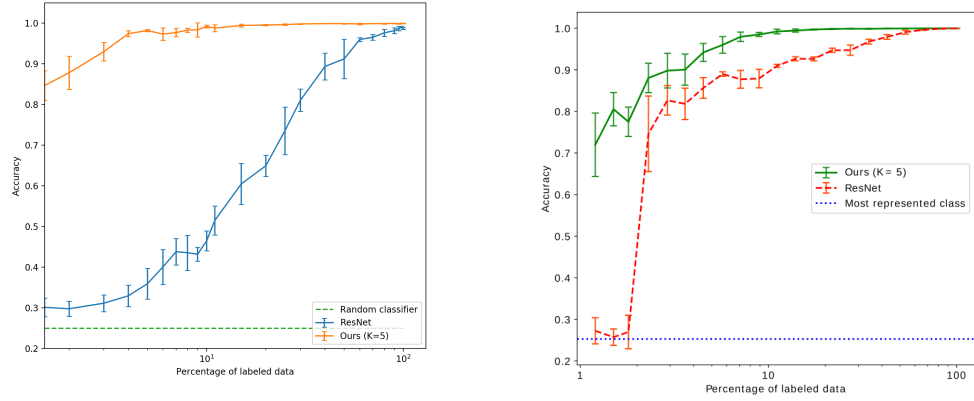 1.0
0.9
0.8
0.7
0.6
0.5
0.4
0.3
0.2
Accuracy
Random classifier
ResNet
Ours (K=5)
10¹
10²
Percentage of labeled data
1.0
0.9
0.8
0.7
0.6
0.5
0.4
0.3
0.2
Accuracy
Ours (K= 5)
ResNet
Most represented class
1
10
100
Percentage of labeled data